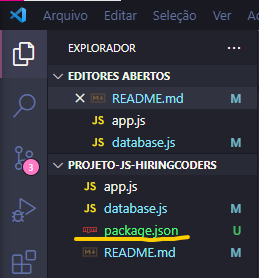 Arquivo Editar Seleção
EXPLORADOR ...
EDITORES ABERTOS
README.md M
JS app.js
JS database.js M
PROJETO-JS-HIRINGCODERS
JS app.js
JS database.js M
package.json U
README.md M
3